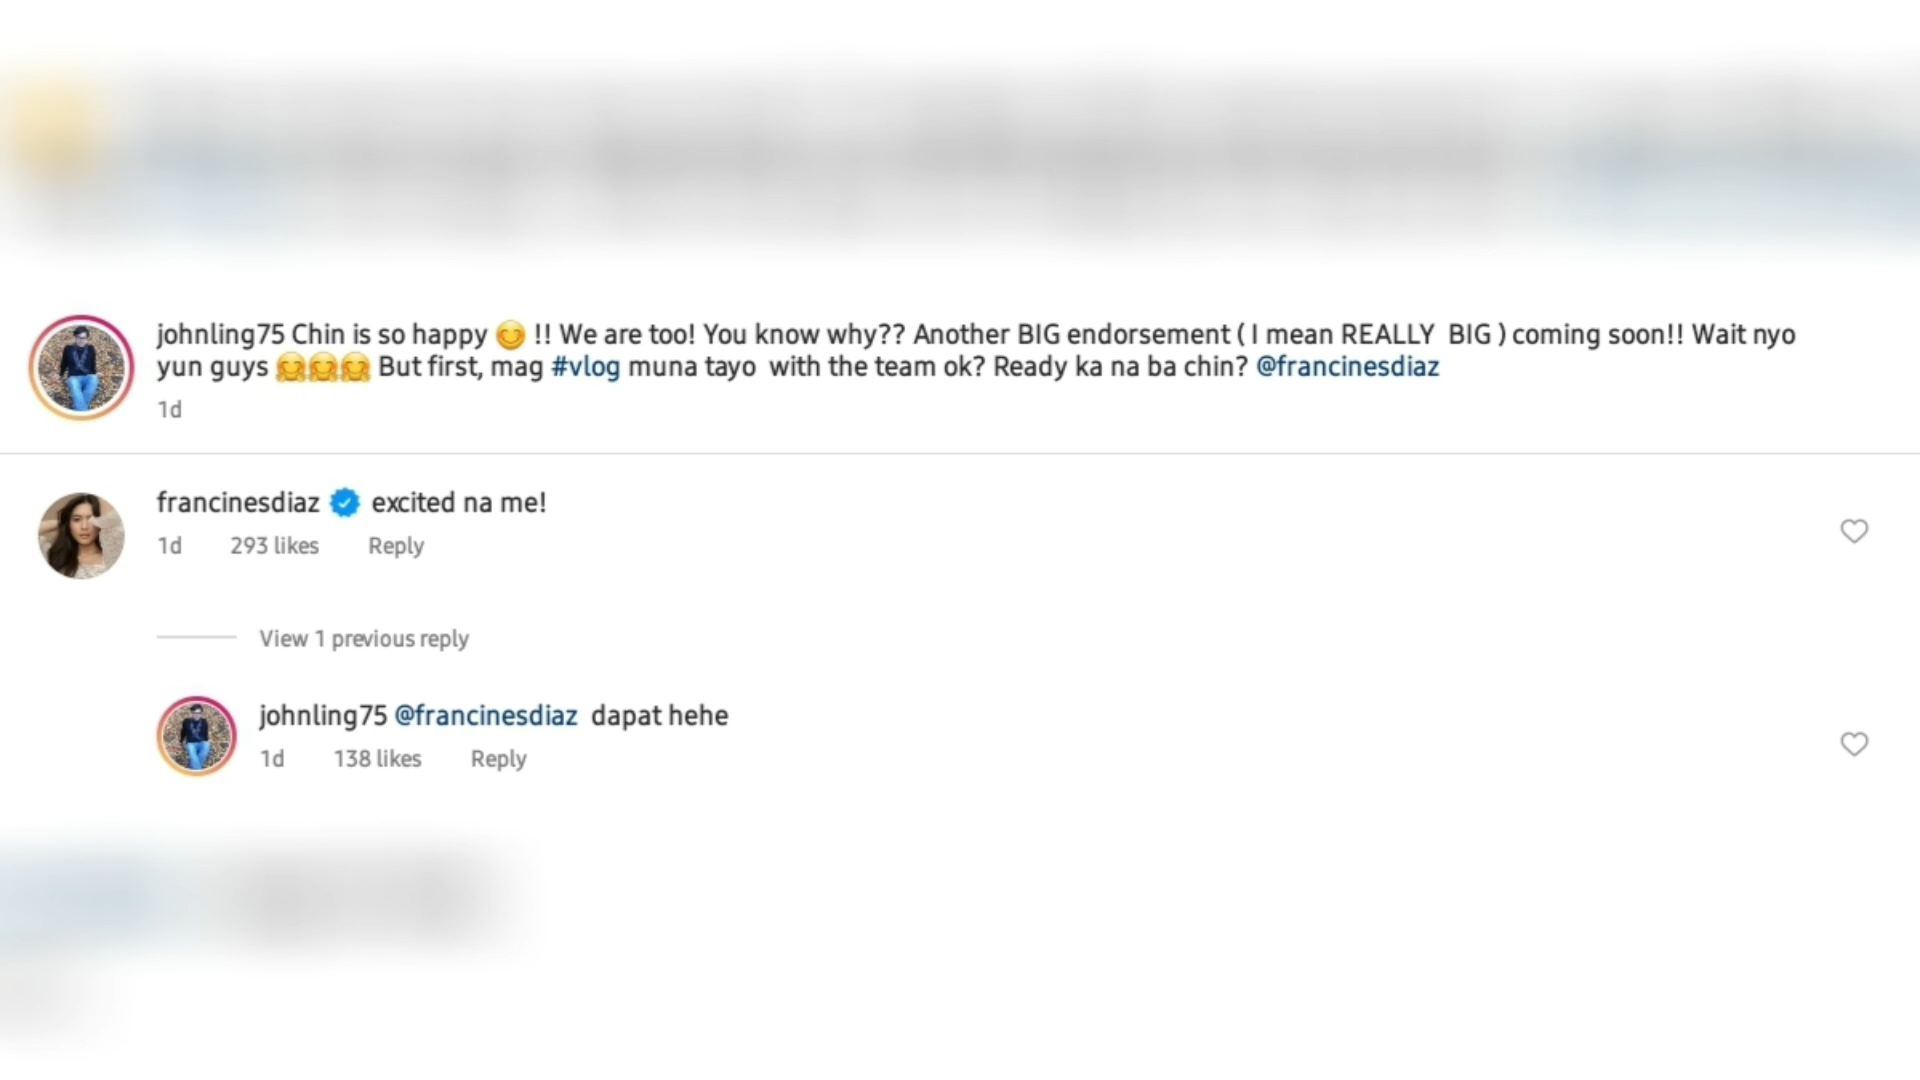 johnling75 Chin is so happy 😊 !! We are too! You know why?? Another BIG endorsement ( I mean REALLY BIG ) coming soon!! Wait nyo
yun guys 🤗🤗🤗 But first, mag #vlog muna tayo with the team ok? Ready ka na ba chin? @francinesdiaz
1d
francinesdiaz excited na me!
1d 293 likes Reply
View 1 previous reply
johnling75 @francinesdiaz dapat hehe
1d 138 likes Reply